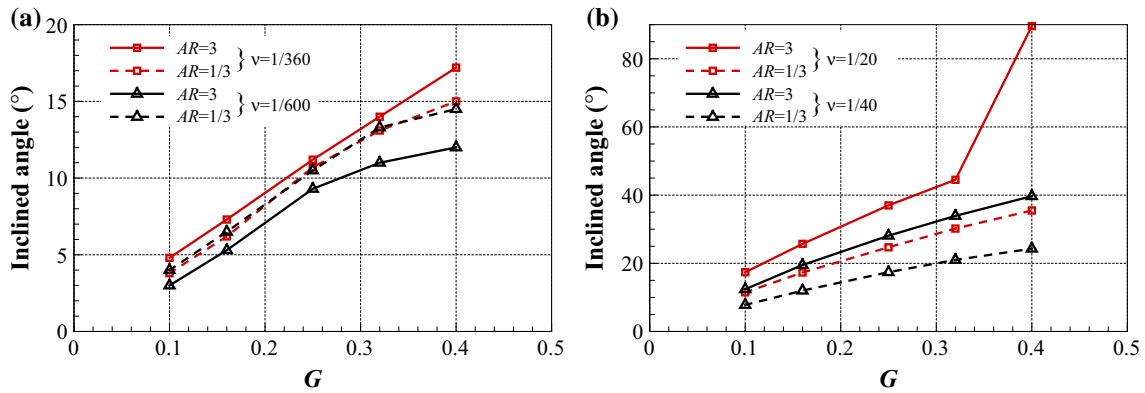 (a)
Inclined angle (°)
20
15
10
5
0
AR=3
AR=1/3
} ν=1/360
AR=3
AR=1/3
} ν=1/600
0 0.1 0.2 0.3 0.4 0.5
G
(b)
Inclined angle (°)
80
60
40
20
0
AR=3
AR=1/3
} ν=1/20
AR=3
AR=1/3
} ν=1/40
0 0.1 0.2 0.3 0.4 0.5
G